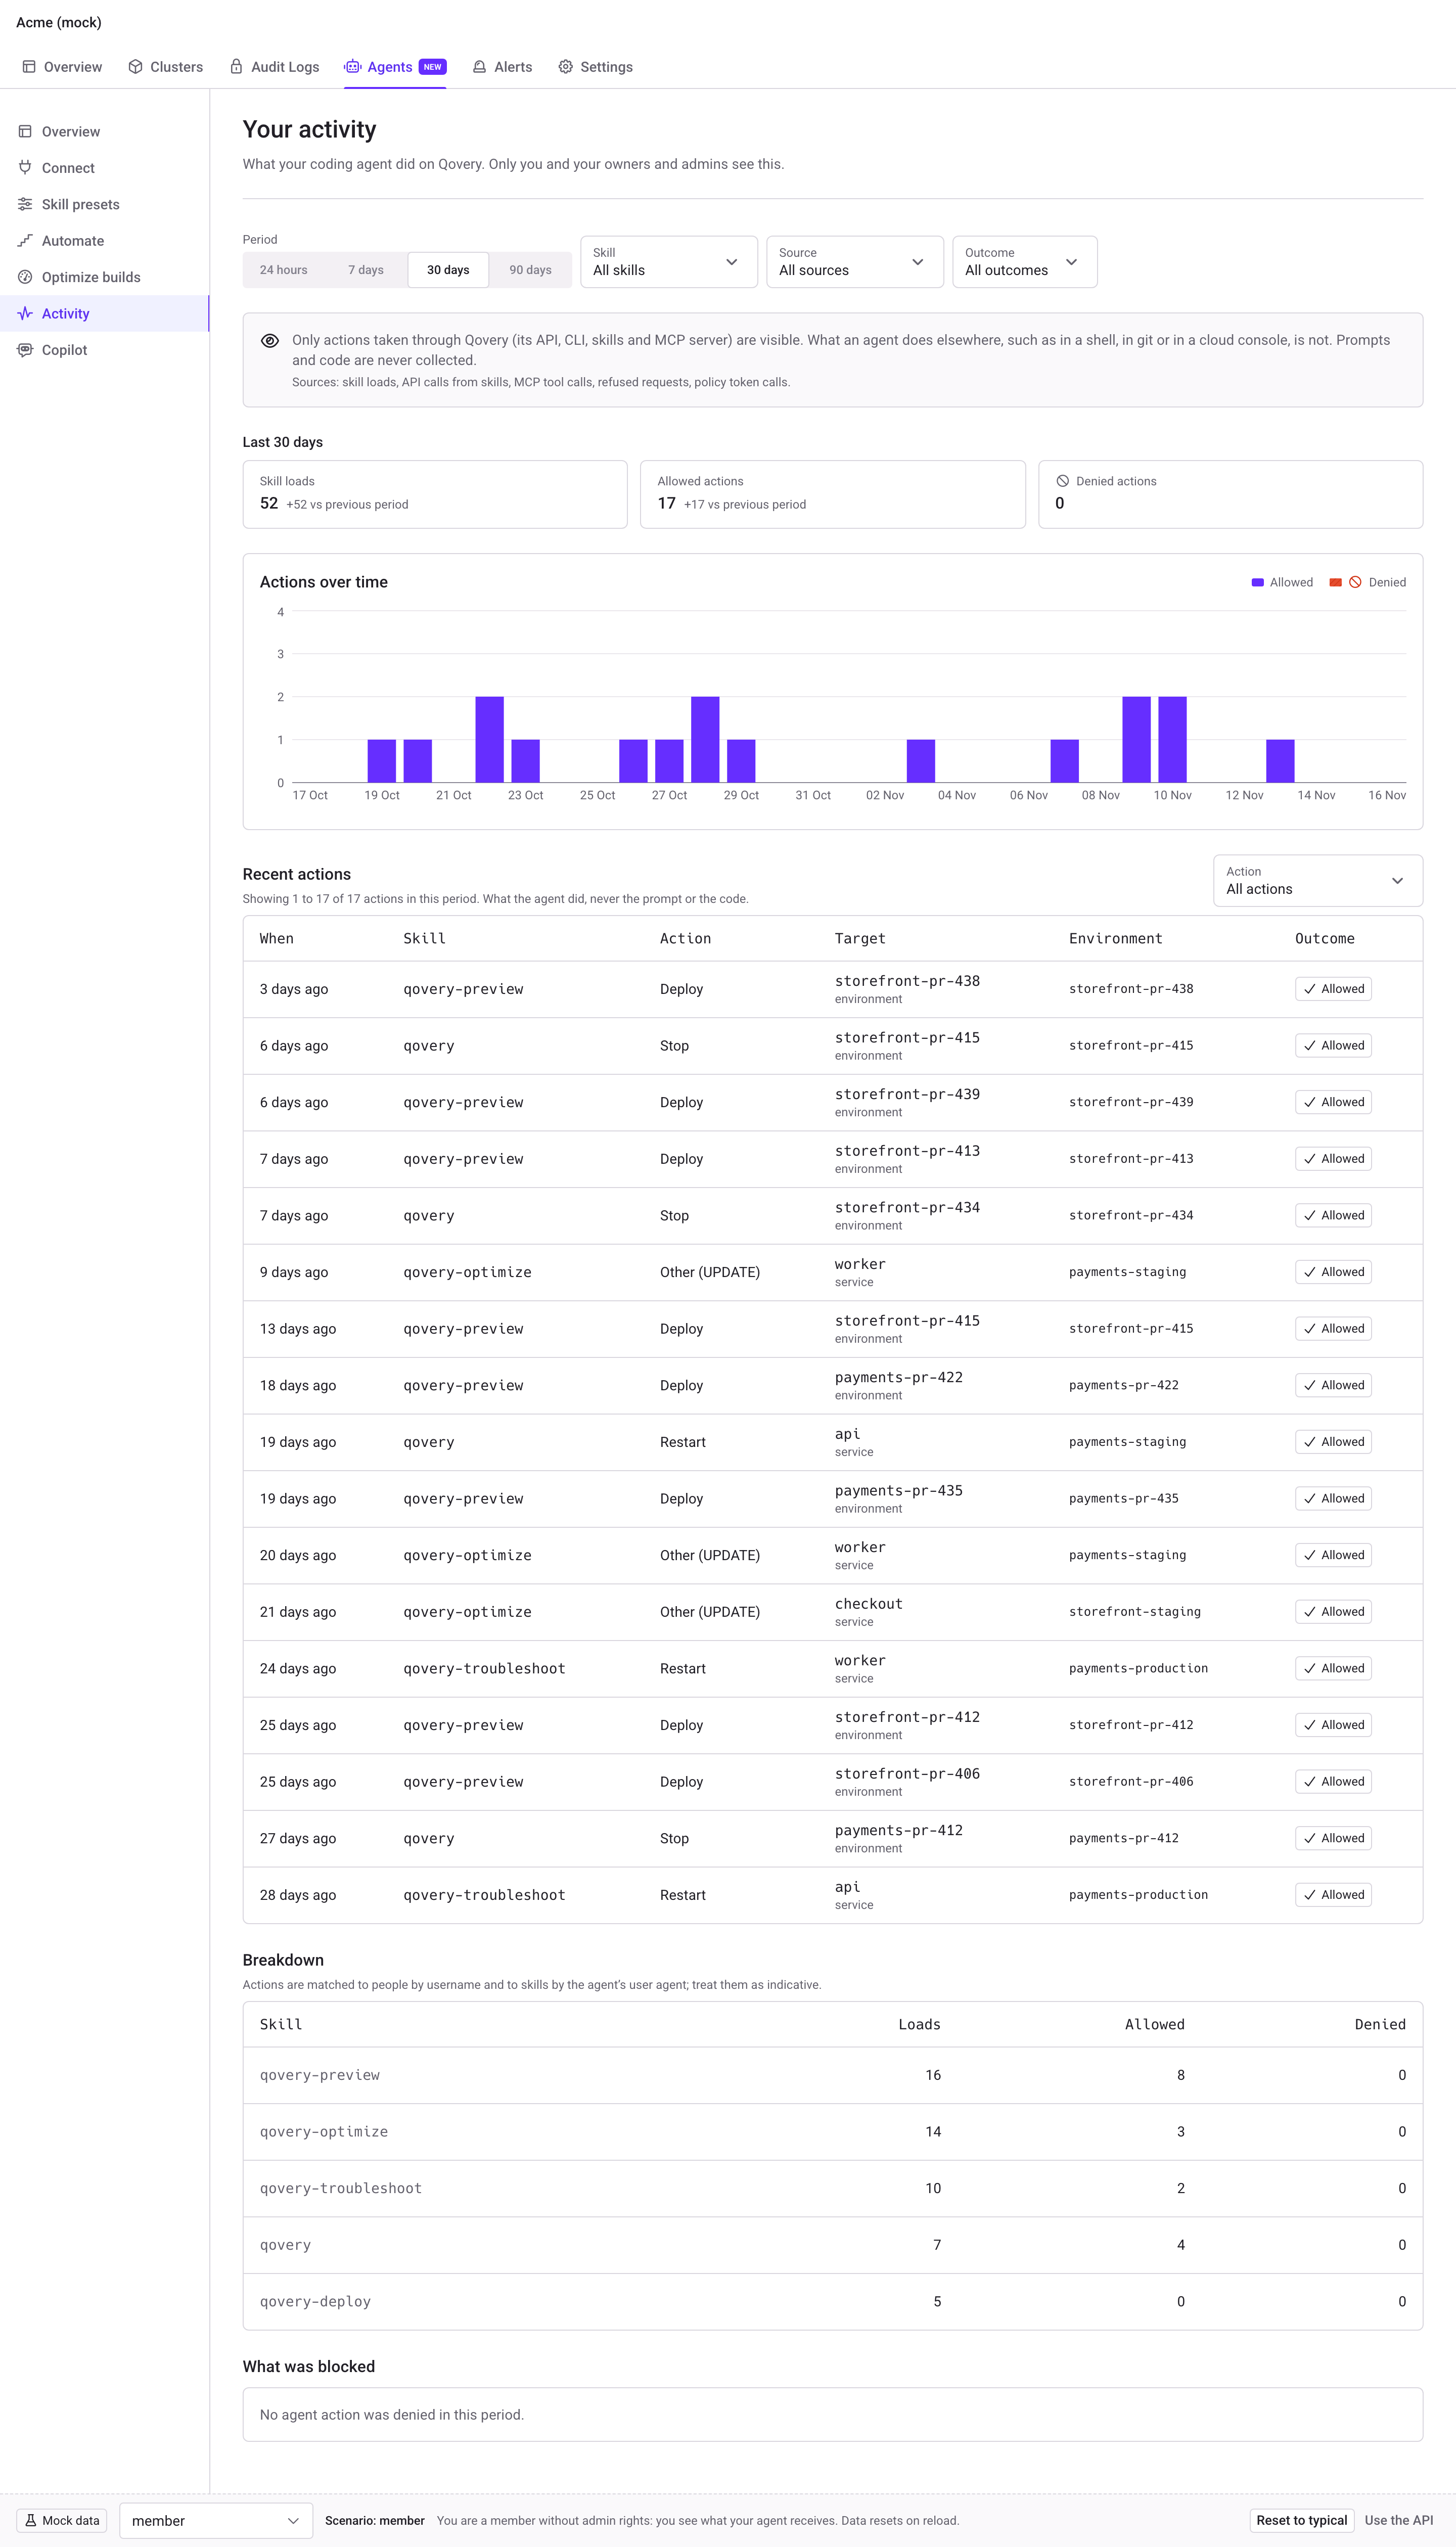 Acme (mock)
Overview Clusters Audit Logs Agents NEW Alerts Settings
Overview
Connect
Skill presets
Automate
Optimize builds
Activity
Copilot
Your activity
What your coding agent did on Qovery. Only you and your owners and admins see this.
Period
24 hours 7 days 30 days 90 days
Skill
All skills
Source
All sources
Outcome
All outcomes
Only actions taken through Qovery (its API, CLI, skills and MCP server) are visible. What an agent does elsewhere, such as in a shell, in git or in a cloud console, is not. Prompts
and code are never collected.
Sources: skill loads, API calls from skills, MCP tool calls, refused requests, policy token calls.
Last 30 days
Skill loads
52 +52 vs previous period
Allowed actions
17 +17 vs previous period
Denied actions
0
Actions over time
Allowed Denied
4
3
2
1
0
17 Oct 19 Oct 21 Oct 23 Oct 25 Oct 27 Oct 29 Oct 31 Oct 02 Nov 04 Nov 06 Nov 08 Nov 10 Nov 12 Nov 14 Nov 16 Nov
Recent actions
Showing 1 to 17 of 17 actions in this period. What the agent did, never the prompt or the code.
Action
All actions
When Skill Action Target Environment Outcome
3 days ago qovery-preview Deploy storefront-pr-438 environment storefront-pr-438 Allowed
6 days ago qovery Stop storefront-pr-415 environment storefront-pr-415 Allowed
6 days ago qovery-preview Deploy storefront-pr-439 environment storefront-pr-439 Allowed
7 days ago qovery-preview Deploy storefront-pr-413 environment storefront-pr-413 Allowed
7 days ago qovery Stop storefront-pr-434 environment storefront-pr-434 Allowed
9 days ago qovery-optimize Other (UPDATE) worker service payments-staging Allowed
13 days ago qovery-preview Deploy storefront-pr-415 environment storefront-pr-415 Allowed
18 days ago qovery-preview Deploy payments-pr-422 environment payments-pr-422 Allowed
19 days ago qovery Restart api service payments-staging Allowed
19 days ago qovery-preview Deploy payments-pr-435 environment payments-pr-435 Allowed
20 days ago qovery-optimize Other (UPDATE) worker service payments-staging Allowed
21 days ago qovery-optimize Other (UPDATE) checkout service storefront-staging Allowed
24 days ago qovery-troubleshoot Restart worker service payments-production Allowed
25 days ago qovery-preview Deploy storefront-pr-412 environment storefront-pr-412 Allowed
25 days ago qovery-preview Deploy storefront-pr-406 environment storefront-pr-406 Allowed
27 days ago qovery Stop payments-pr-412 environment payments-pr-412 Allowed
28 days ago qovery-troubleshoot Restart api service payments-production Allowed
Breakdown
Actions are matched to people by username and to skills by the agent's user agent; treat them as indicative.
Skill Loads Allowed Denied
qovery-preview 16 8 0
qovery-optimize 14 3 0
qovery-troubleshoot 10 2 0
qovery 7 4 0
qovery-deploy 5 0 0
What was blocked
No agent action was denied in this period.
Mock data member Scenario: member You are a member without admin rights: you see what your agent receives. Data resets on reload. Reset to typical Use the API